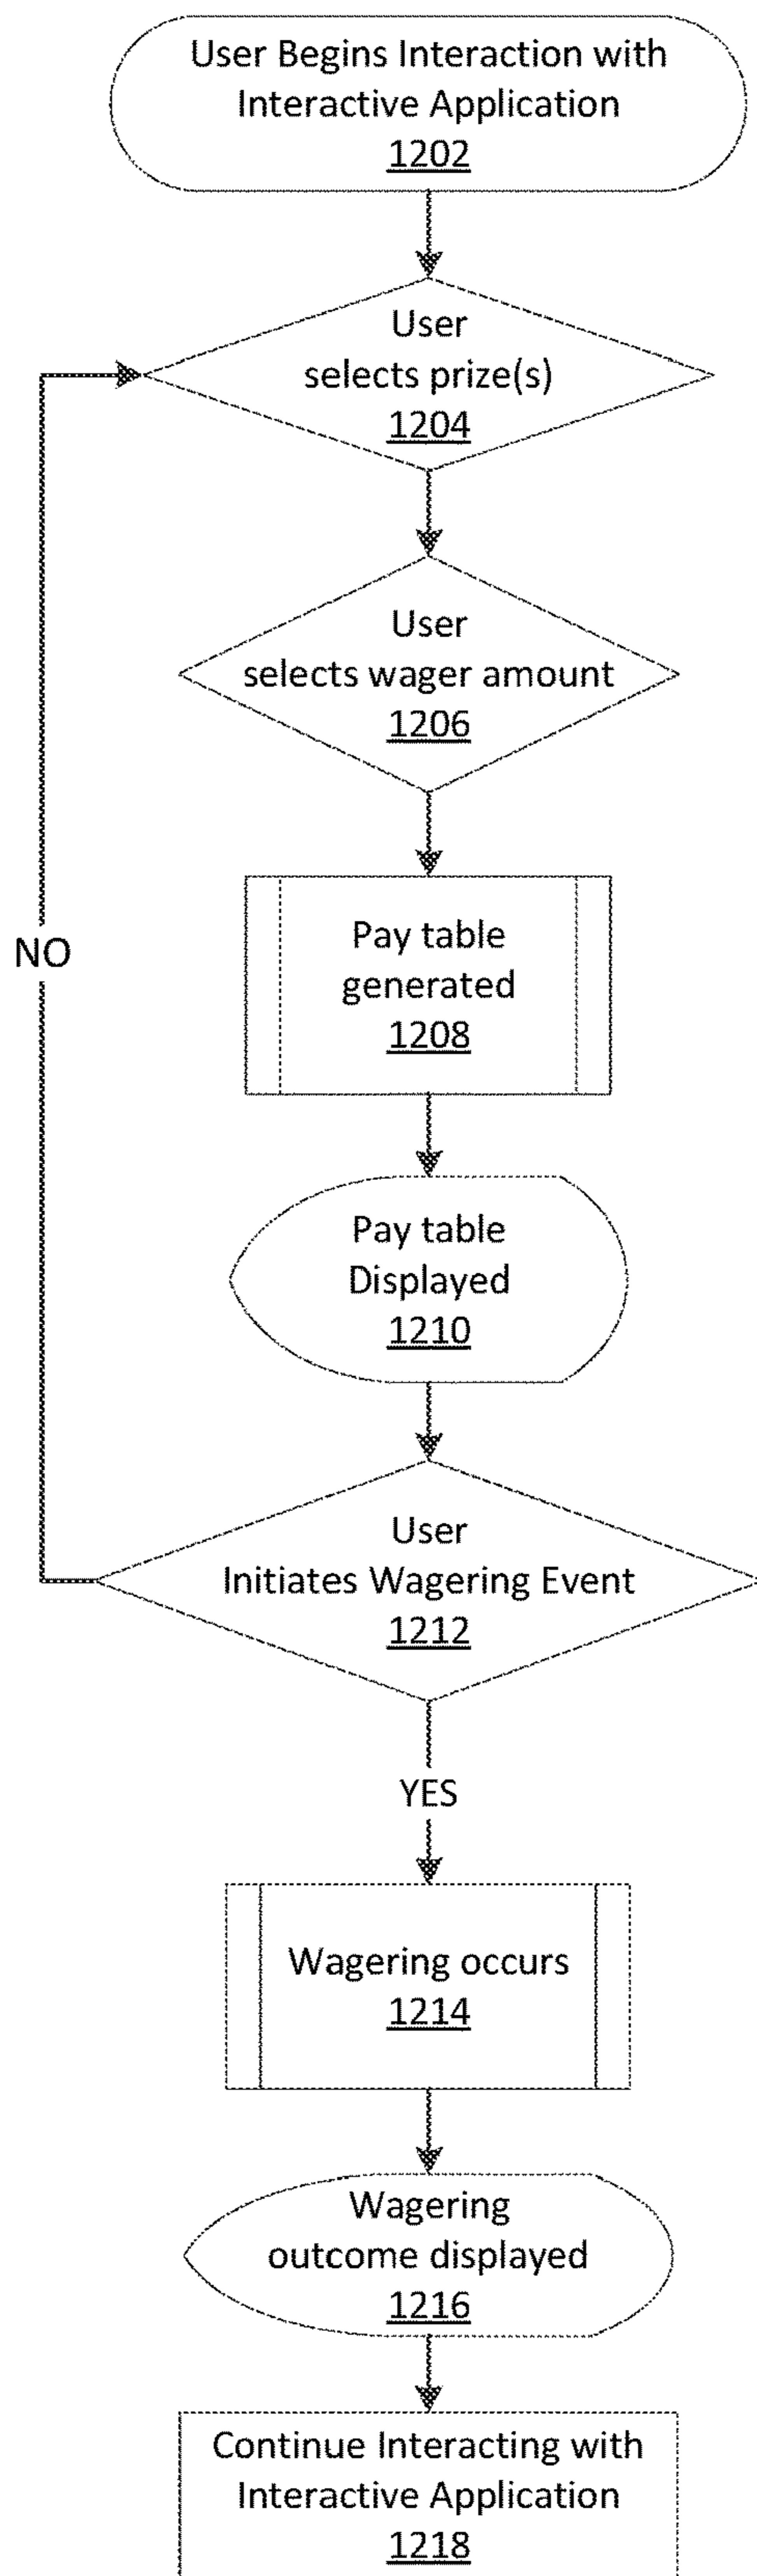 User Begins Interaction with
Interactive Application
1202
User
selects prize(s)
1204
User
selects wager amount
1206
Pay table
generated
1208
NO
Pay table
Displayed
1210
User
Initiates Wagering Event
1212
YES
Wagering occurs
1214
Wagering
outcome displayed
1216
Continue Interacting with
Interactive Application
1218